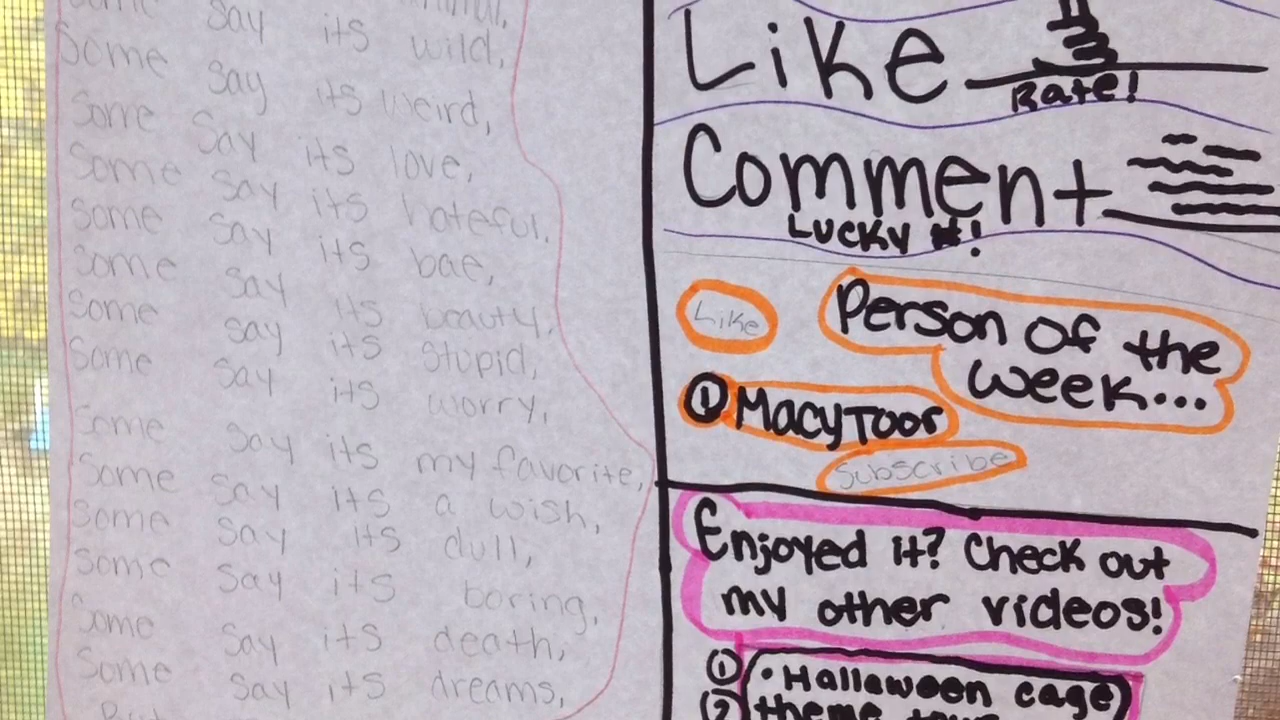 Some say its wild,
Some say its weird,
Some say its love,
Some say its hateful,
Some say its bae,
Some say its beauty,
Some say its stupid,
Some say its worry,
Some say its my favorite,
Some say its a wish,
Some say its dull,
Some say its boring,
Some say its death,
Some say its dreams,
But
Like
Rate!
Comment
Lucky #!
Like
Person of the
week...
① MacyToor
Subscribe
Enjoyed it? Check out
my other videos!
① • Halloween cage
② theme